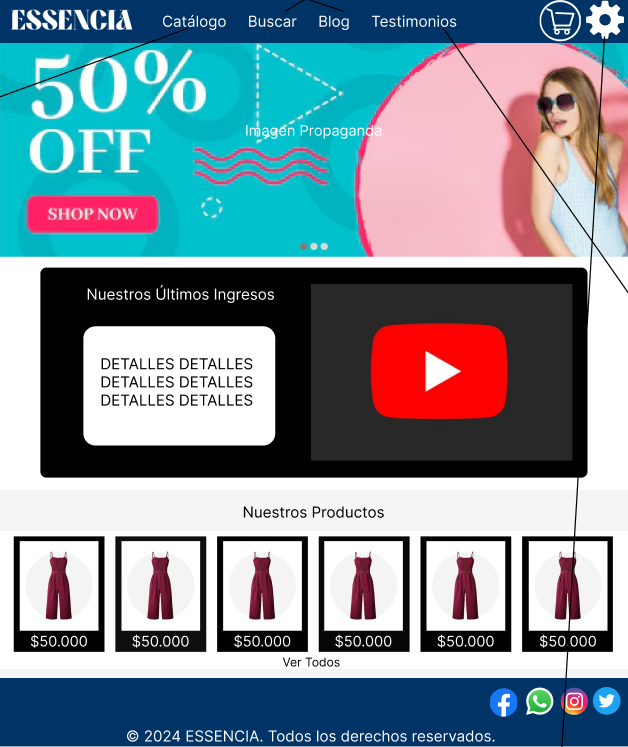 ESSENCIA Catálogo Buscar Blog Testimonios
50%
OFF
Imagen Propaganda
SHOP NOW
Nuestros Últimos Ingresos
DETALLES DETALLES
DETALLES DETALLES
DETALLES DETALLES
Nuestros Productos
$50.000 $50.000 $50.000 $50.000 $50.000 $50.000
Ver Todos
© 2024 ESSENCIA. Todos los derechos reservados.